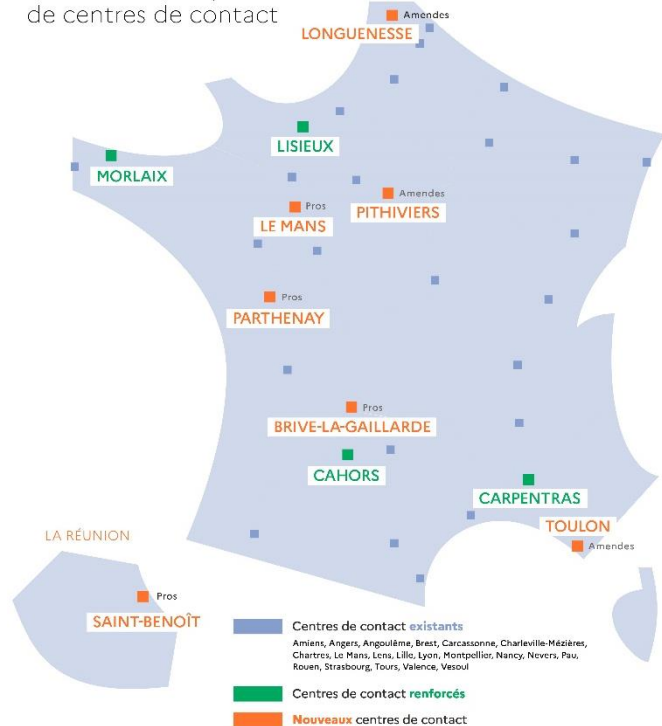 de centres de contact
Amendes
LONGUENESSE
LISIEUX
MORLAIX
Amendes
PITHIVIERS
Pros
LE MANS
Pros
PARTHENAY
Pros
BRIVE-LA-GAILLARDE
CAHORS
CARPENTRAS
TOULON
Amendes
LA RÉUNION
Pros
SAINT-BENOÎT
Centres de contact existants
Amiens, Angers, Angoulême, Brest, Carcassonne, Charleville-Mézières,
Chartres, Le Mans, Lens, Lille, Lyon, Montpellier, Nancy, Nevers, Pau,
Rouen, Strasbourg, Tours, Valence, Vesoul
Centres de contact renforcés
Nouveaux centres de contact